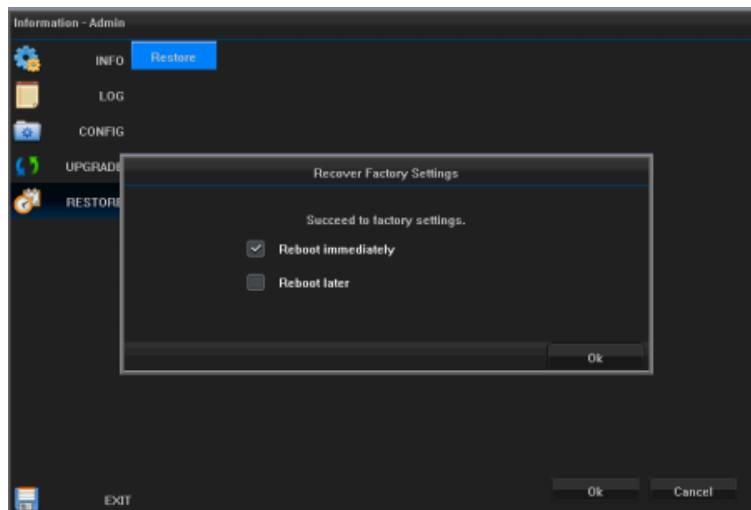 Information - Admin
INFO
Restore
LOG
CONFIG
UPGRADE
RESTORE
Recover Factory Settings
Succeed to factory settings.
Reboot immediately
Reboot later
Ok
Ok
Cancel
EXIT